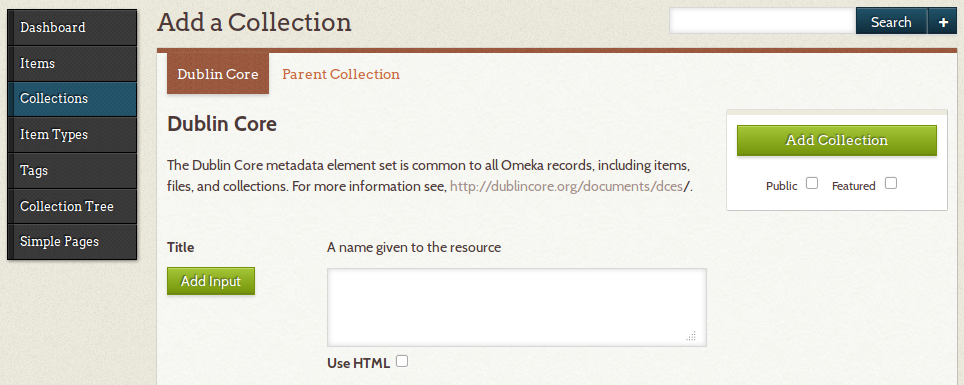 Dashboard
Items
Collections
Item Types
Tags
Collection Tree
Simple Pages
Add a Collection
Search
+
Dublin Core
Parent Collection
Dublin Core
The Dublin Core metadata element set is common to all Omeka records, including items,
files, and collections. For more information see, http://dublincore.org/documents/dces/.
Add Collection
Public
Featured
Title
A name given to the resource
Add Input
Use HTML